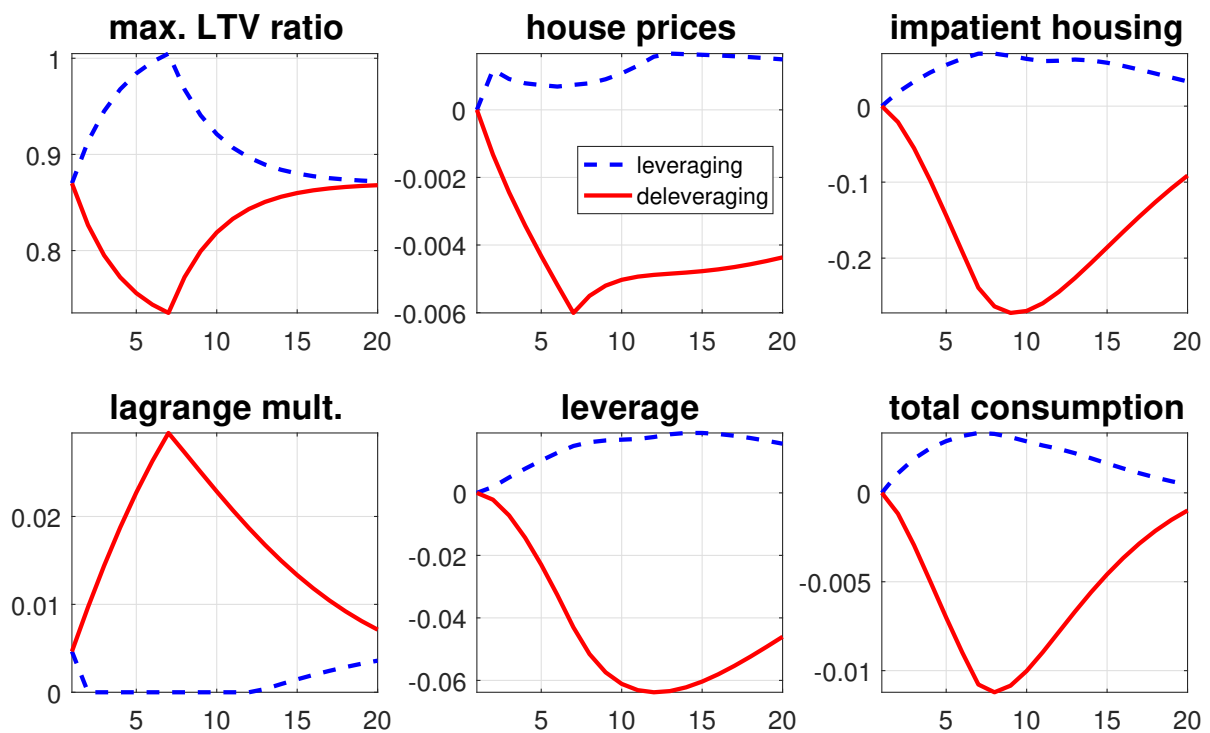 max. LTV ratio
1
0.9
0.8
5 10 15 20
house prices
0
-0.002
-0.004
-0.006
leveraging
deleveraging
5 10 15 20
impatient housing
0
-0.1
-0.2
5 10 15 20
lagrange mult.
0.02
0.01
0
5 10 15 20
leverage
0
-0.02
-0.04
-0.06
5 10 15 20
total consumption
0
-0.005
-0.01
5 10 15 20